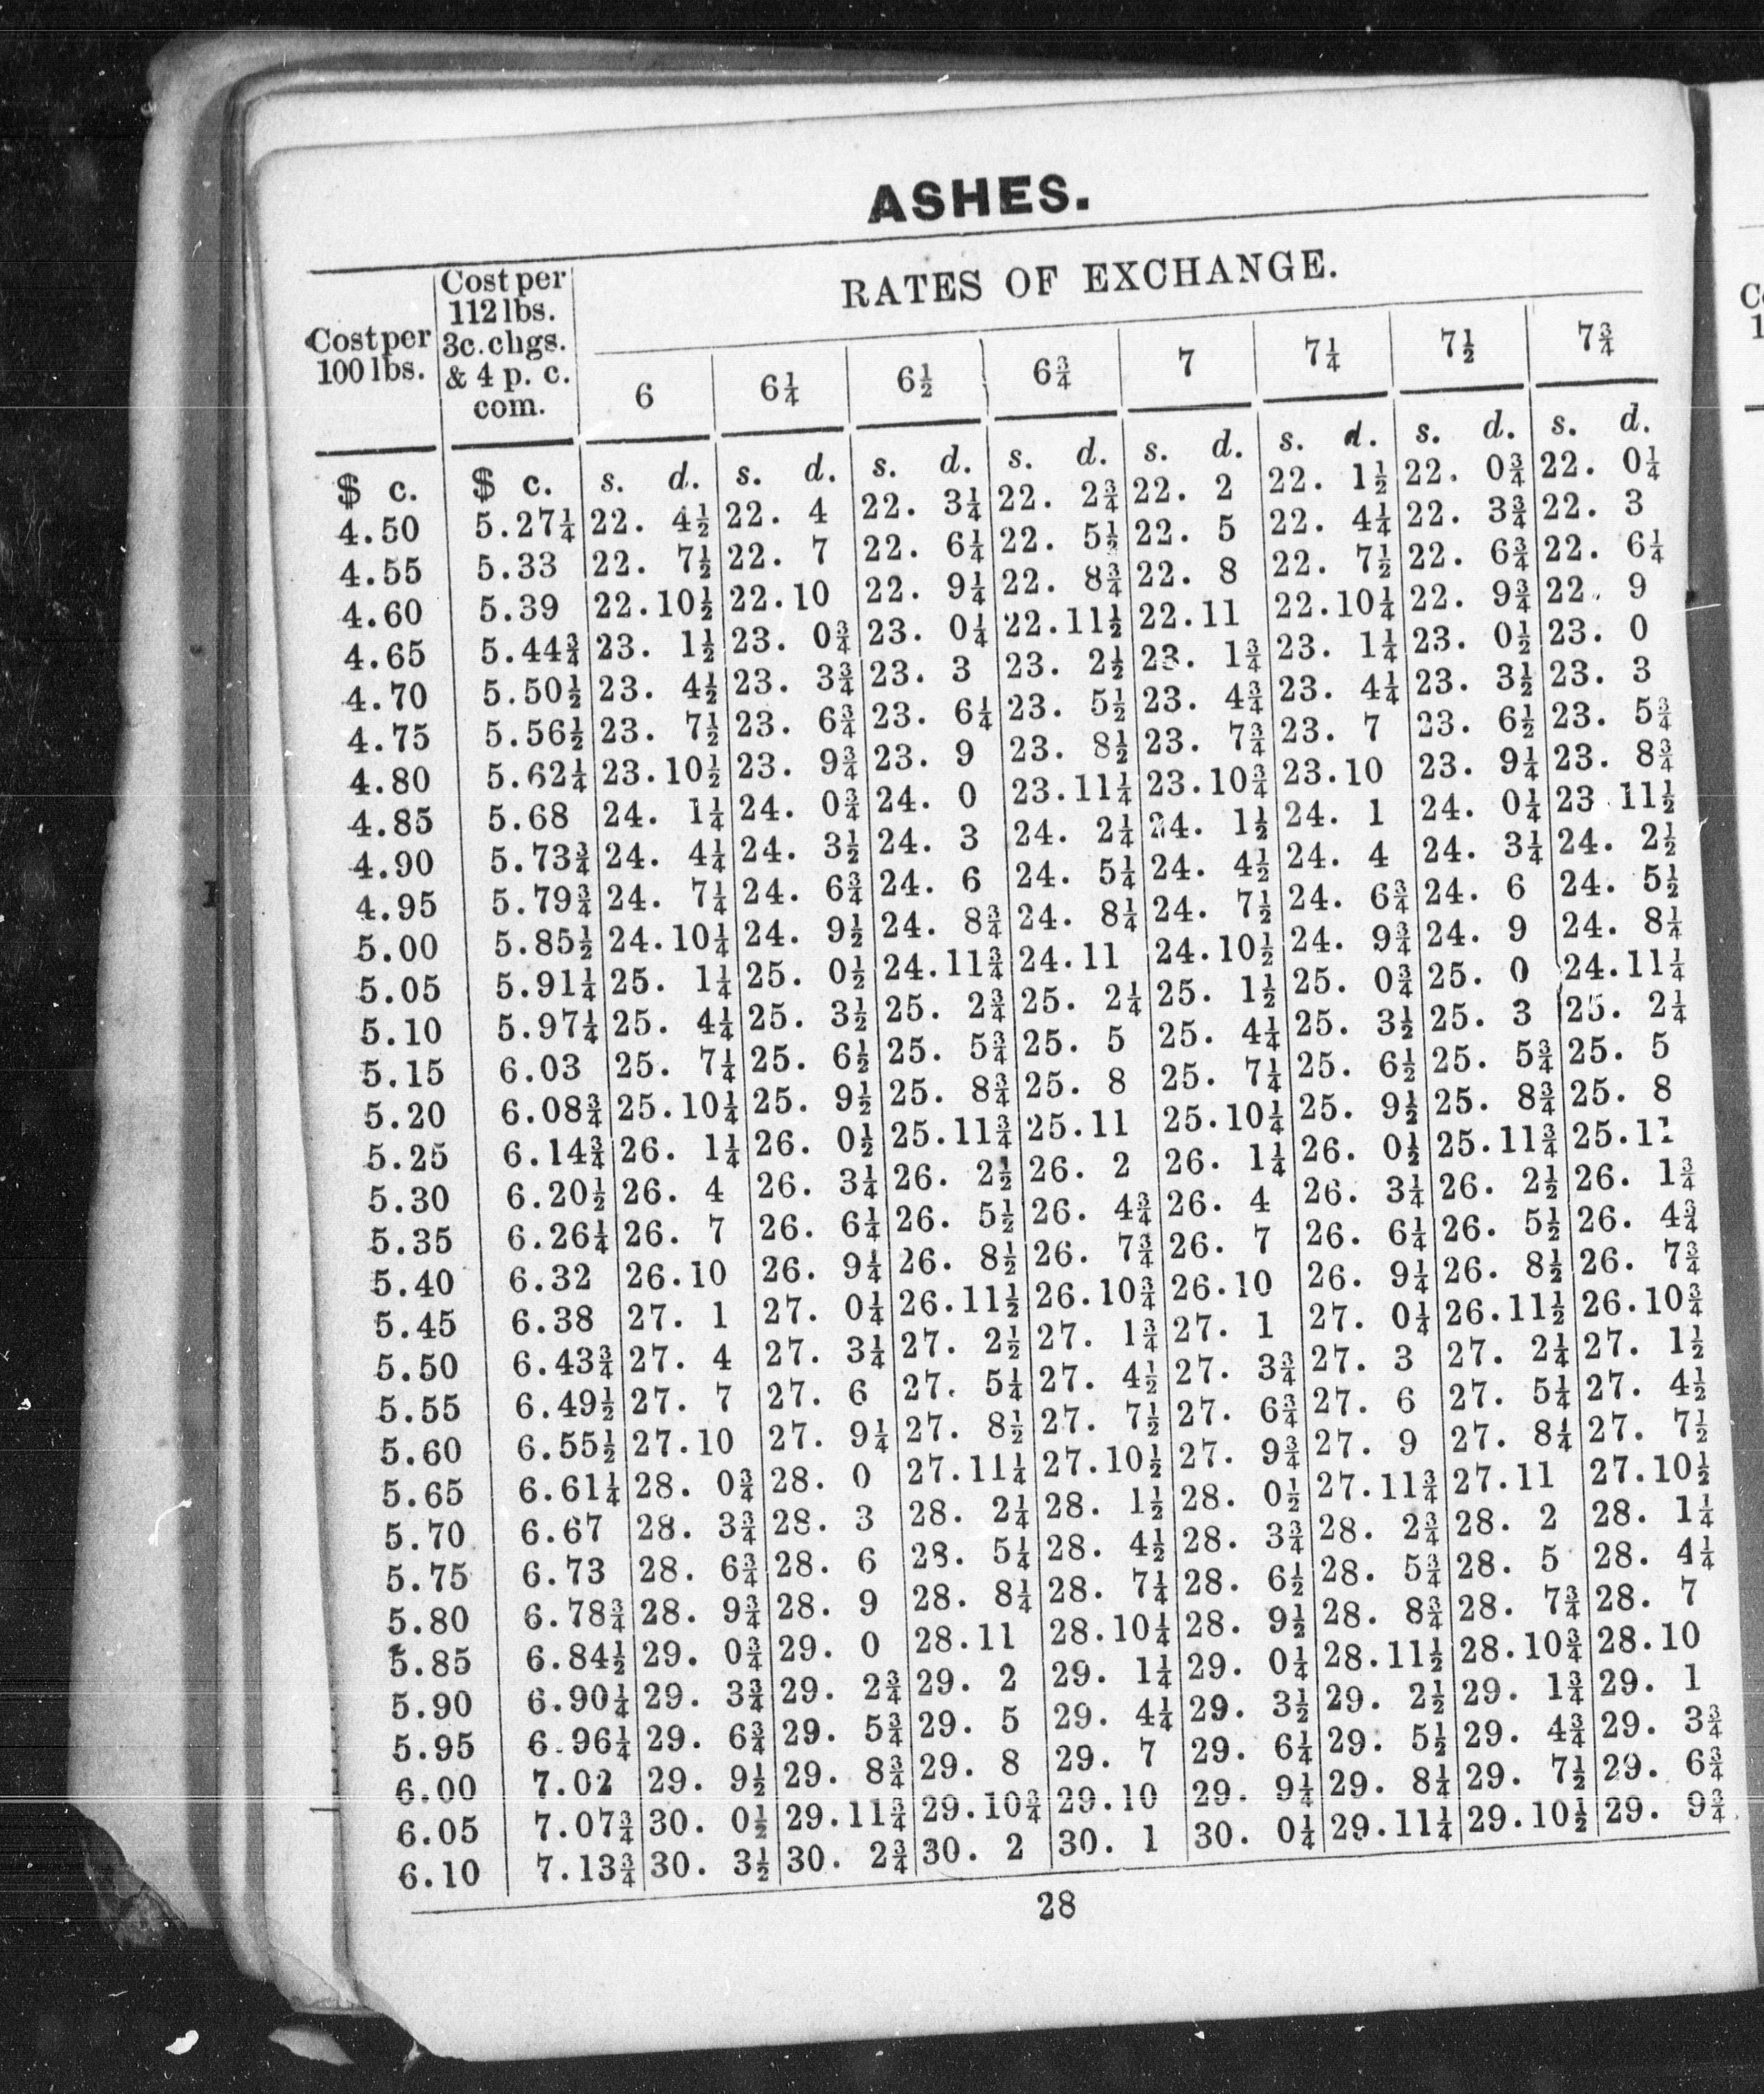 ASHES.
RATES OF EXCHANGE.
Cost per 100 lbs.
Cost per
112 lbs.
3c. chgs.
& 4 p. c.
com.
6 6¼ 6½ 6¾ 7 7¼ 7½ 7¾
$ c. $ c. s. d. s. d. s. d. s. d. s. d. s. d. s. d. s. d.
4.50 5.27¼ 22. 4½ 22. 4 22. 3¼ 22. 2¾ 22. 2 22. 1½ 22. 0¾ 22. 0¼
4.55 5.33 22. 7½ 22. 7 22. 6¼ 22. 5½ 22. 5 22. 4¼ 22. 3¾ 22. 3
4.60 5.39 22.10½ 22.10 22. 9¼ 22. 8¾ 22. 8 22. 7½ 22. 6¾ 22. 6¼
4.65 5.44¾ 23. 1½ 23. 0¾ 23. 0¼ 22.11½ 22.11 22.10¼ 22. 9¾ 22. 9
4.70 5.50½ 23. 4½ 23. 3¾ 23. 3 23. 2½ 23. 1¾ 23. 1¼ 23. 0½ 23. 0
4.75 5.56½ 23. 7½ 23. 6¾ 23. 6¼ 23. 5½ 23. 4¾ 23. 4¼ 23. 3½ 23. 3
4.80 5.62¼ 23.10½ 23. 9¾ 23. 9 23. 8½ 23. 7¾ 23. 7 23. 6½ 23. 5¾
4.85 5.68 24. 1¼ 24. 0¾ 24. 0 23.11¼ 23.10¾ 23.10 23. 9¼ 23. 8¾
4.90 5.73¾ 24. 4¼ 24. 3½ 24. 3 24. 2¼ 24. 1½ 24. 1 24. 0¼ 23 11½
4.95 5.79¾ 24. 7¼ 24. 6¾ 24. 6 24. 5¼ 24. 4½ 24. 4 24. 3¼ 24. 2½
5.00 5.85½ 24.10¼ 24. 9½ 24. 8¾ 24. 8¼ 24. 7½ 24. 6¾ 24. 6 24. 5½
5.05 5.91¼ 25. 1¼ 25. 0½ 24.11¾ 24.11 24.10½ 24. 9¾ 24. 9 24. 8¼
5.10 5.97¼ 25. 4¼ 25. 3½ 25. 2¾ 25. 2¼ 25. 1½ 25. 0¾ 25. 0 24.11¼
5.15 6.03 25. 7¼ 25. 6½ 25. 5¾ 25. 5 25. 4¼ 25. 3½ 25. 3 25. 2¼
5.20 6.08¾ 25.10¼ 25. 9½ 25. 8¾ 25. 8 25. 7¼ 25. 6½ 25. 5¾ 25. 5
5.25 6.14¾ 26. 1¼ 26. 0½ 25.11¾ 25.11 25.10¼ 25. 9½ 25. 8¾ 25. 8
5.30 6.20½ 26. 4 26. 3¼ 26. 2½ 26. 2 26. 1¼ 26. 0½ 25.11¾ 25.11
5.35 6.26¼ 26. 7 26. 6¼ 26. 5½ 26. 4¾ 26. 4 26. 3¼ 26. 2½ 26. 1¾
5.40 6.32 26.10 26. 9¼ 26. 8½ 26. 7¾ 26. 7 26. 6¼ 26. 5½ 26. 4¾
5.45 6.38 27. 1 27. 0¼ 26.11½ 26.10¾ 26.10 26. 9¼ 26. 8½ 26. 7¾
5.50 6.43¾ 27. 4 27. 3¼ 27. 2½ 27. 1¾ 27. 1 27. 0¼ 26.11½ 26.10¾
5.55 6.49½ 27. 7 27. 6 27. 5¼ 27. 4½ 27. 3¾ 27. 3 27. 2¼ 27. 1½
5.60 6.55½ 27.10 27. 9¼ 27. 8½ 27. 7½ 27. 6¾ 27. 6 27. 5¼ 27. 4½
5.65 6.61¼ 28. 0¾ 28. 0 27.11¼ 27.10½ 27. 9¾ 27. 9 27. 8¼ 27. 7½
5.70 6.67 28. 3¾ 28. 3 28. 2¼ 28. 1½ 28. 0½ 27.11¾ 27.11 27.10½
5.75 6.73 28. 6¾ 28. 6 28. 5¼ 28. 4½ 28. 3¾ 28. 2¾ 28. 2 28. 1¼
5.80 6.78¾ 28. 9¾ 28. 9 28. 8¼ 28. 7¼ 28. 6½ 28. 5¾ 28. 5 28. 4¼
5.85 6.84½ 29. 0¾ 29. 0 28.11 28.10¼ 28. 9½ 28. 8¾ 28. 7¾ 28. 7
5.90 6.90¼ 29. 3¾ 29. 2¾ 29. 2 29. 1¼ 29. 0¼ 28.11½ 28.10¾ 28.10
5.95 6.96¼ 29. 6¾ 29. 5¾ 29. 5 29. 4¼ 29. 3½ 29. 2½ 29. 1¾ 29. 1
6.00 7.02 29. 9½ 29. 8¾ 29. 8 29. 7 29. 6¼ 29. 5½ 29. 4¾ 29. 3¾
6.05 7.07¾ 30. 0½ 29.11¾ 29.10¾ 29.10 29. 9¼ 29. 8¼ 29. 7½ 29. 6¾
6.10 7.13¾ 30. 3½ 30. 2¾ 30. 2 30. 1 30. 0¼ 29.11¼ 29.10½ 29. 9¾
28